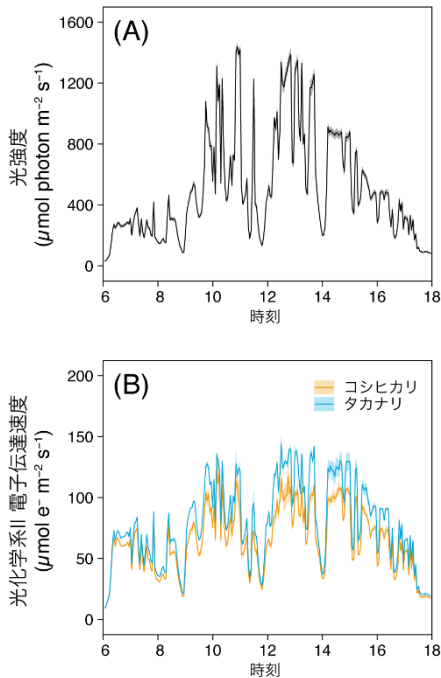 (A)
光強度
(µmol photon m⁻² s⁻¹)
1600
1200
800
400
0
6 8 10 12 14 16 18
時刻
(B)
コシヒカリ
タカナリ
光化学系II 電子伝達速度
(µmol e⁻ m⁻² s⁻¹)
200
150
100
50
0
6 8 10 12 14 16 18
時刻